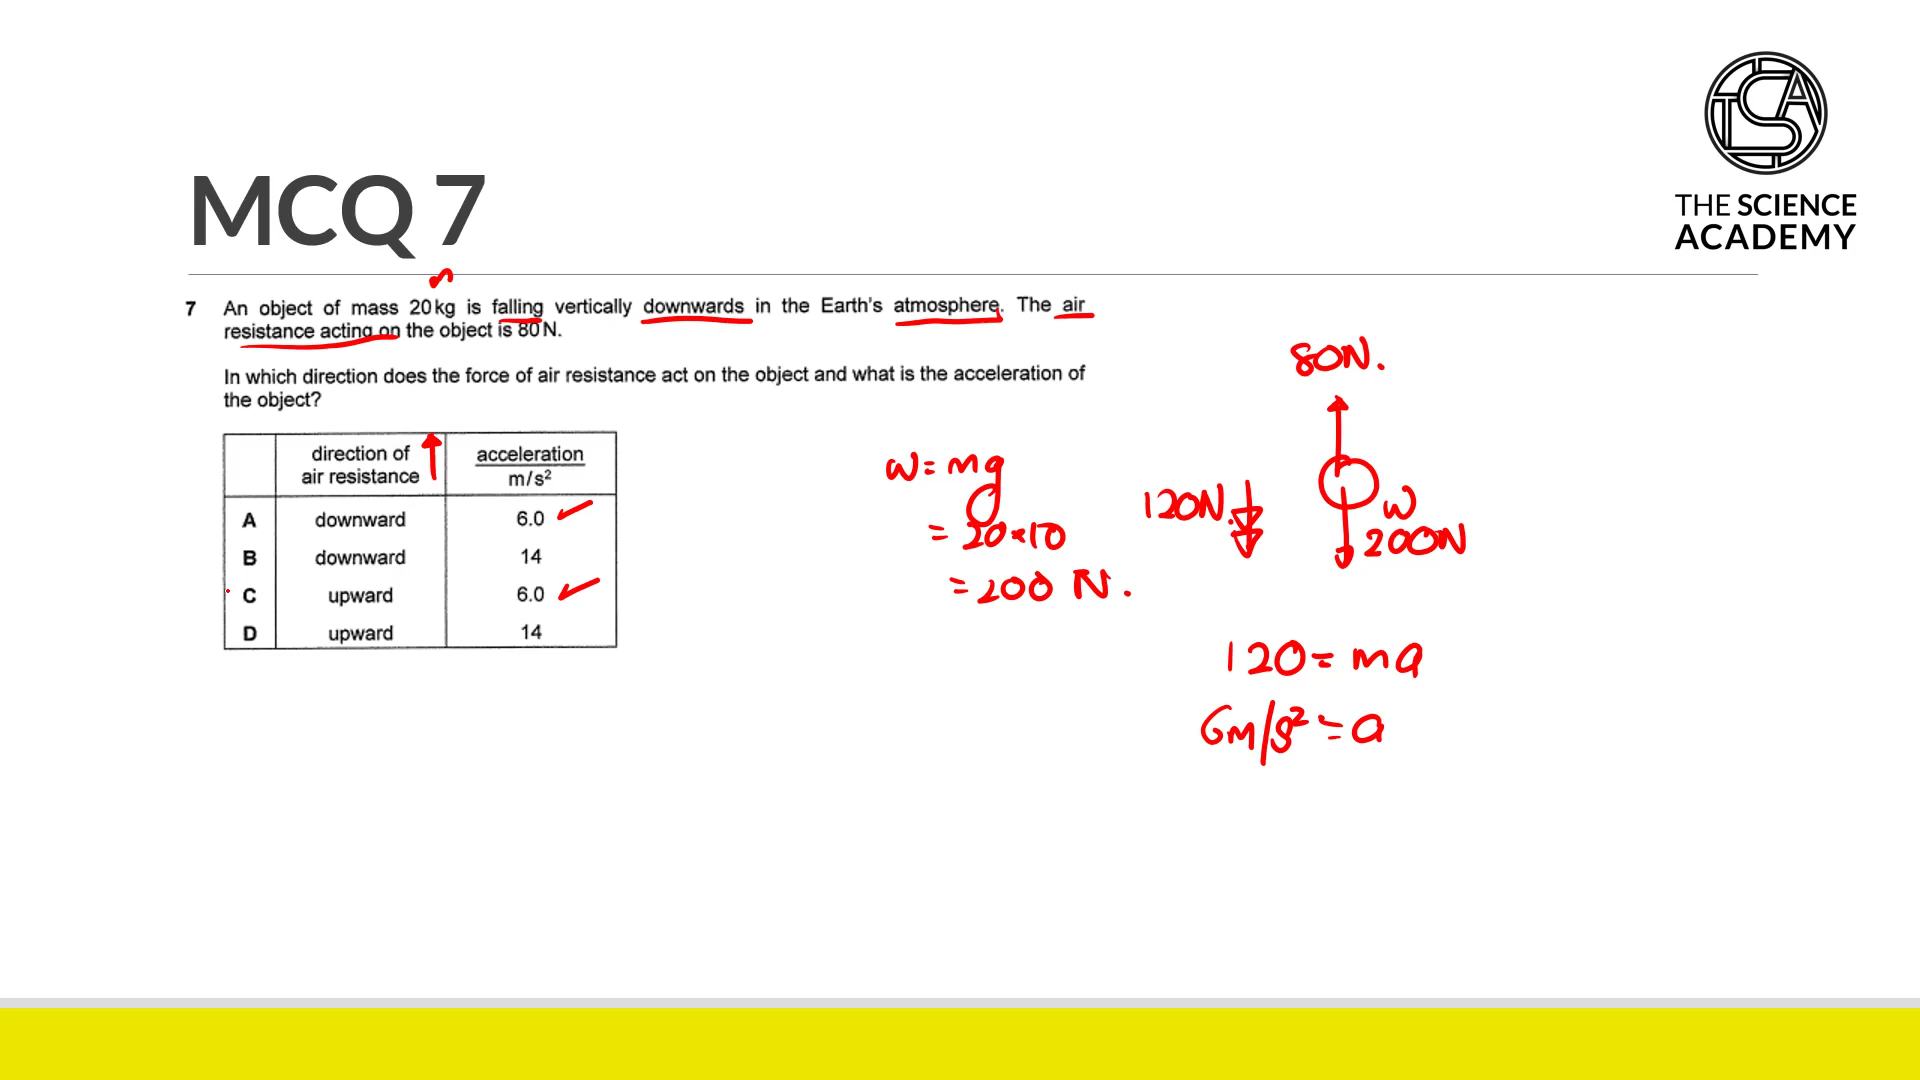 THE SCIENCE
ACADEMY
MCQ 7
7 An object of mass 20 kg is falling vertically downwards in the Earth's atmosphere. The air
resistance acting on the object is 80 N.
In which direction does the force of air resistance act on the object and what is the acceleration of
the object?
direction of air resistance | acceleration m/s²
A downward 6.0
B downward 14
C upward 6.0
D upward 14
W = mg
= 20 × 10
= 200 N.
80N.
120N.
W
200N
120 = ma
6m/s² = a